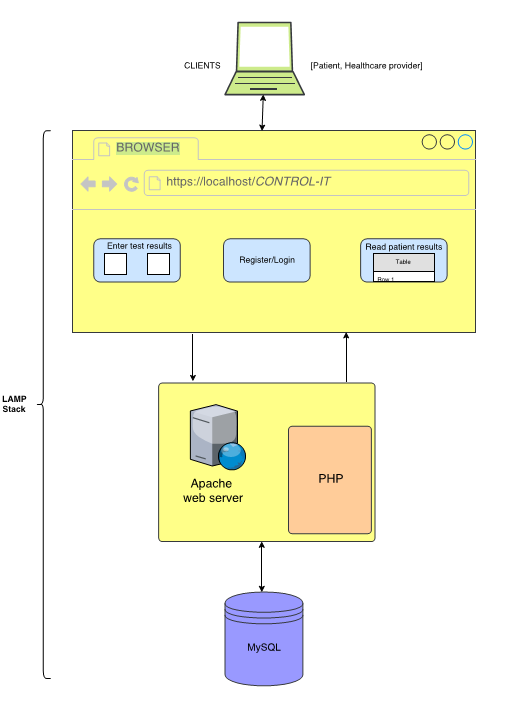 CLIENTS
[Patient, Healthcare provider]
BROWSER
https://localhost/CONTROL-IT
Enter test results
Register/Login
Read patient results
Table
Row 1
LAMP
Stack
Apache
web server
PHP
MySQL